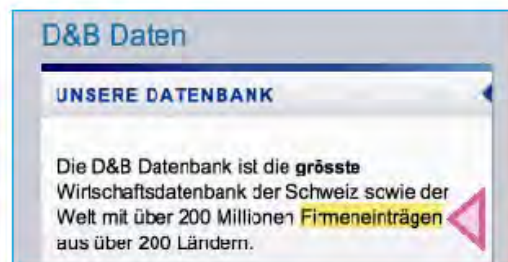 D&B Daten
UNSERE DATENBANK
Die D&B Datenbank ist die grösste
Wirtschaftsdatenbank der Schweiz sowie der
Welt mit über 200 Millionen Firmeneinträgen
aus über 200 Ländern.